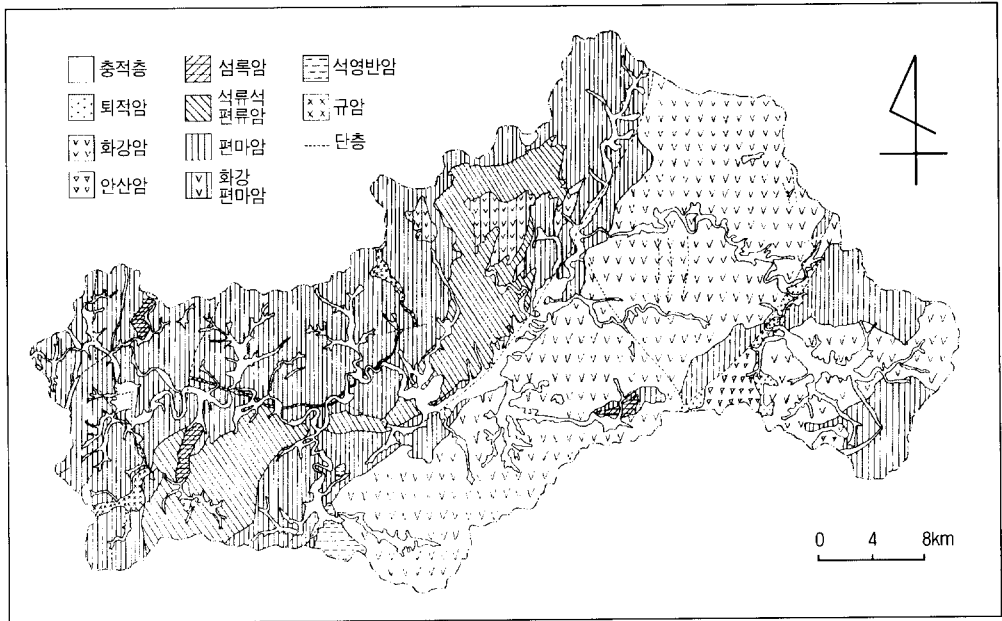 충적층
섬록암
석영반암
퇴적암
석류석
편류암
규암
화강암
편마암
단층
안산암
화강
편마암
0 4 8km